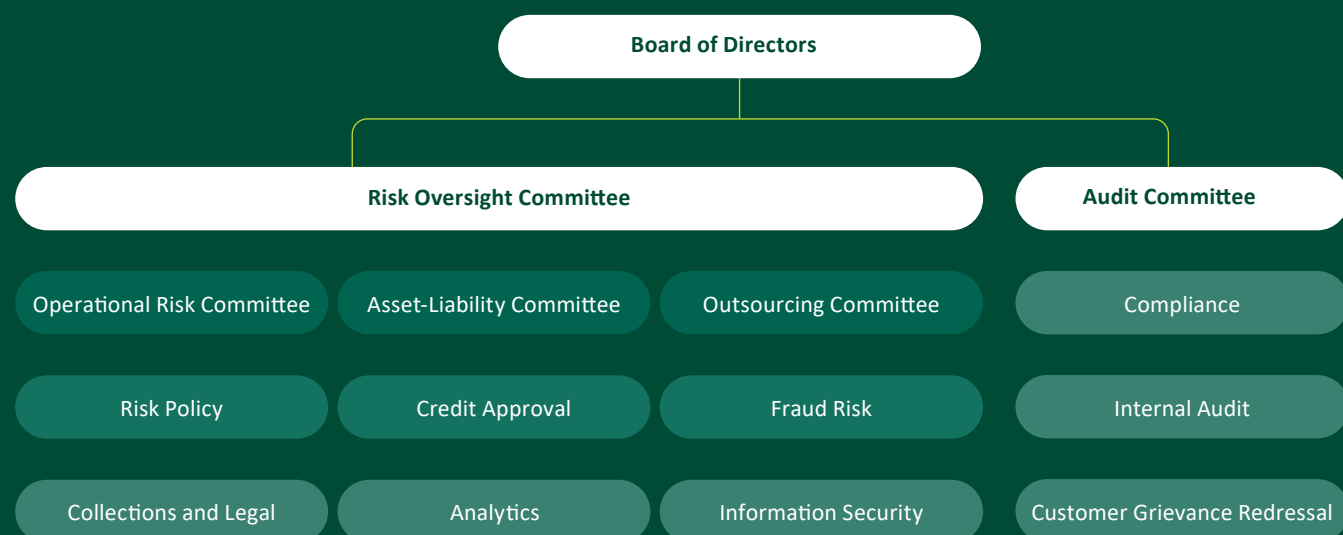 Board of Directors
Risk Oversight Committee
Audit Committee
Operational Risk Committee
Asset-Liability Committee
Outsourcing Committee
Compliance
Risk Policy
Credit Approval
Fraud Risk
Internal Audit
Collections and Legal
Analytics
Information Security
Customer Grievance Redressal